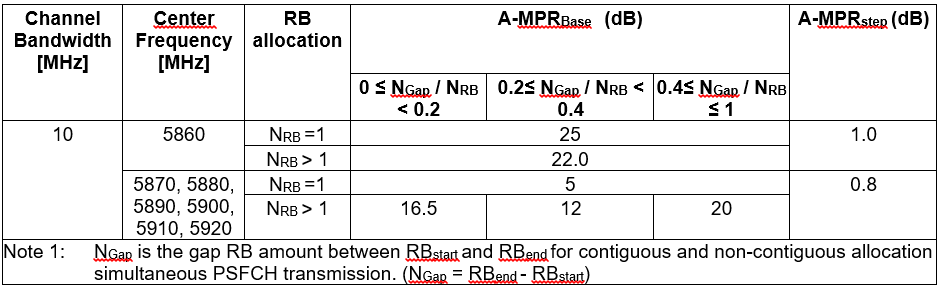 Channel Bandwidth [MHz] Center Frequency [MHz] RB allocation A-MPRBase (dB) A-MPRstep (dB)
0 ≤ NGap / NRB < 0.2 0.2≤ NGap / NRB < 0.4 0.4≤ NGap / NRB ≤ 1
10 5860 NRB =1 25 1.0
NRB > 1 22.0
5870, 5880, 5890, 5900, 5910, 5920 NRB =1 5 0.8
NRB > 1 16.5 12 20
Note 1: NGap is the gap RB amount between RBstart and RBend for contiguous and non-contiguous allocation
simultaneous PSFCH transmission. (NGap = RBend - RBstart)